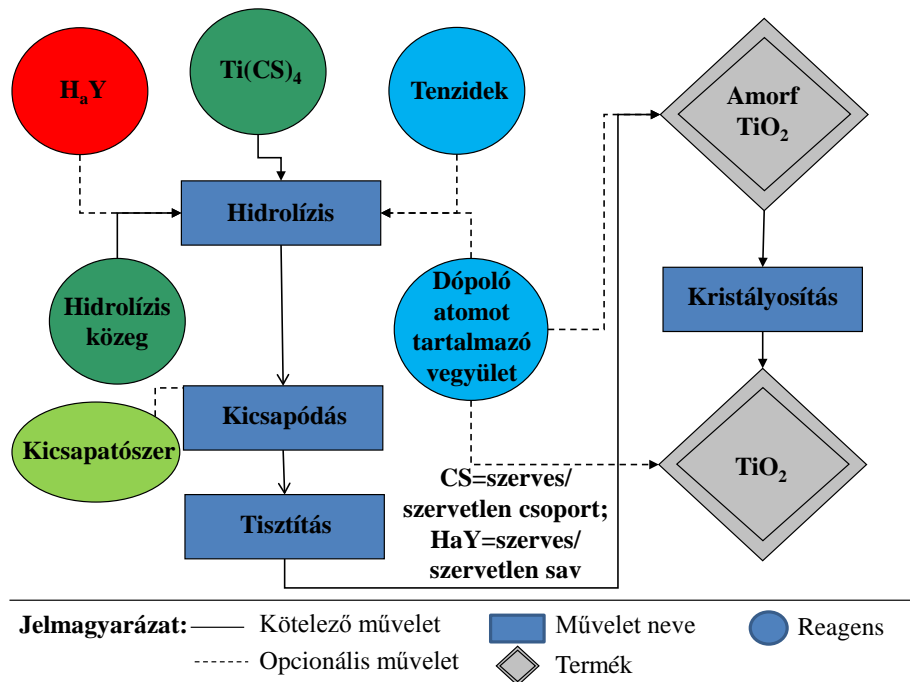 HₐY
Ti(CS)₄
Tenzidek
Amorf
TiO₂
Hidrolízis
Hidrolízis
közeg
Dópoló
atomot
tartalmazó
vegyület
Kristályosítás
Kicsapódás
Kicsapatószer
TiO₂
Tisztítás
CS=szerves/
szervetlen csoport;
HaY=szerves/
szervetlen sav
Jelmagyarázat: Kötelező művelet Művelet neve Reagens
Opcionális művelet Termék